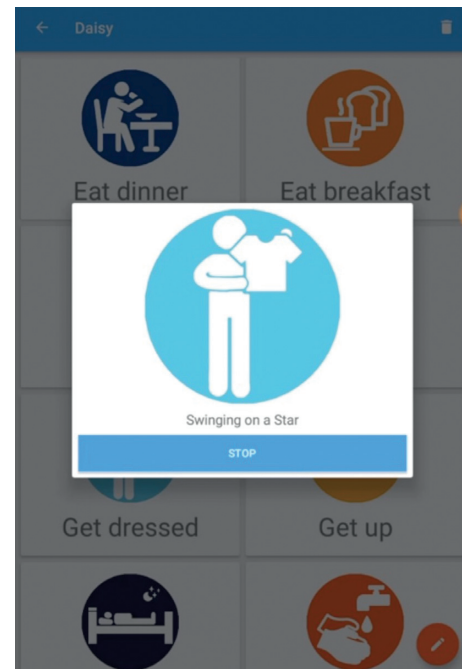 Daisy
Eat dinner
Eat breakfast
Swinging on a Star
STOP
Get dressed
Get up